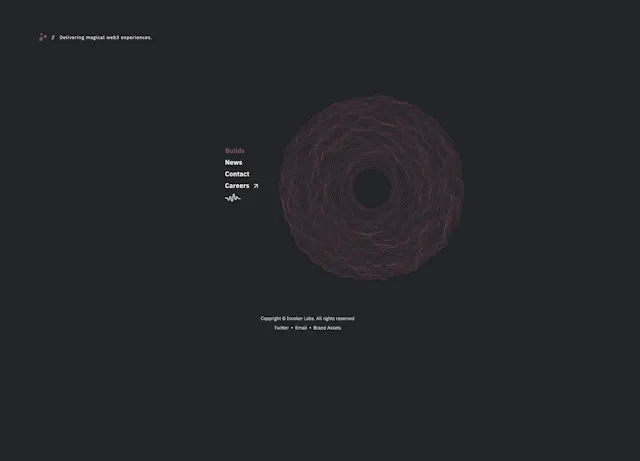 // Delivering magical web3 experiences.
Builds
News
Contact
Careers ↗
Copyright © Invoker Labs. All rights reserved
Twitter • Email • Brand Assets